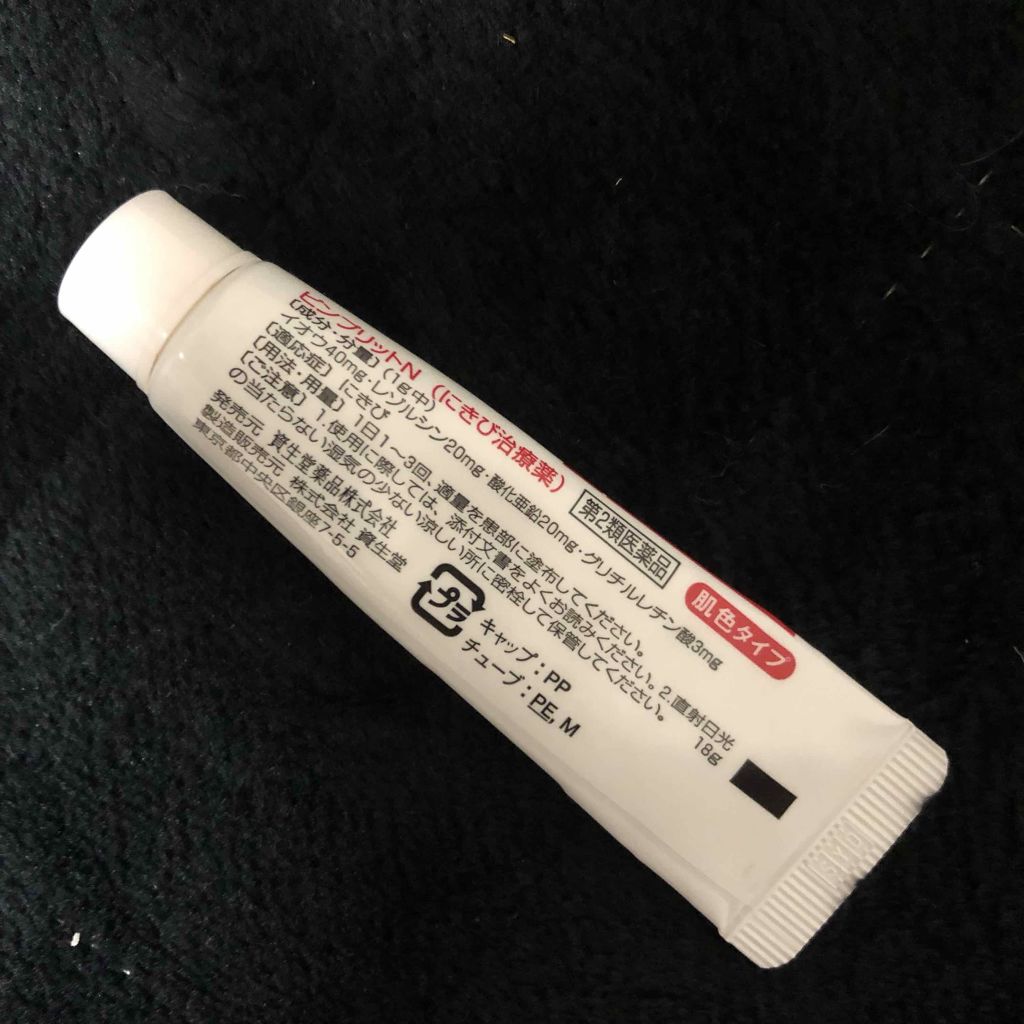 ピンプリットN（にきび治療薬）
第2類医薬品
肌色タイプ
〔成分・分量〕（1g中）
イオウ40mg・レゾルシン20mg・酸化亜鉛20mg・グリチルレチン酸3mg
〔適応症〕にきび
〔用法・用量〕1日1〜3回、適量を患部に塗布してください。
〔ご注意〕1.使用に際しては、添付文書をよくお読みください。2.直射日光
の当たらない湿気の少ない涼しい所に密栓して保管してください。
18g
発売元 資生堂薬品株式会社
製造販売元 株式会社 資生堂
東京都中央区銀座7-5-5
プラ
キャップ：PP
チューブ：PE, M